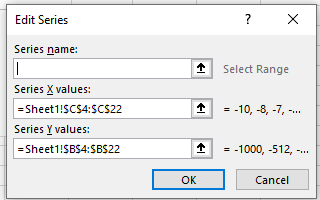 Edit Series
? ×
Series name:
Select Range
Series X values:
=Sheet1!$C$4:$C$22 = -10, -8, -7, -...
Series Y values:
=Sheet1!$B$4:$B$22 = -1000, -512, -...
OK Cancel